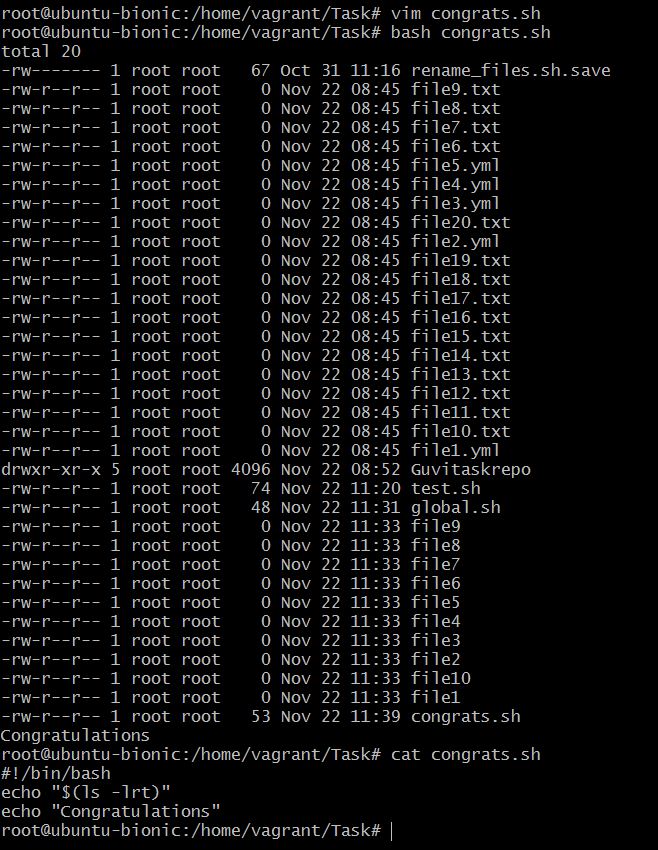 root@ubuntu-bionic:/home/vagrant/Task# vim congrats.sh
root@ubuntu-bionic:/home/vagrant/Task# bash congrats.sh
total 20
-rw------- 1 root root   67 Oct 31 11:16 rename_files.sh.save
-rw-r--r-- 1 root root    0 Nov 22 08:45 file9.txt
-rw-r--r-- 1 root root    0 Nov 22 08:45 file8.txt
-rw-r--r-- 1 root root    0 Nov 22 08:45 file7.txt
-rw-r--r-- 1 root root    0 Nov 22 08:45 file6.txt
-rw-r--r-- 1 root root    0 Nov 22 08:45 file5.yml
-rw-r--r-- 1 root root    0 Nov 22 08:45 file4.yml
-rw-r--r-- 1 root root    0 Nov 22 08:45 file3.yml
-rw-r--r-- 1 root root    0 Nov 22 08:45 file20.txt
-rw-r--r-- 1 root root    0 Nov 22 08:45 file2.yml
-rw-r--r-- 1 root root    0 Nov 22 08:45 file19.txt
-rw-r--r-- 1 root root    0 Nov 22 08:45 file18.txt
-rw-r--r-- 1 root root    0 Nov 22 08:45 file17.txt
-rw-r--r-- 1 root root    0 Nov 22 08:45 file16.txt
-rw-r--r-- 1 root root    0 Nov 22 08:45 file15.txt
-rw-r--r-- 1 root root    0 Nov 22 08:45 file14.txt
-rw-r--r-- 1 root root    0 Nov 22 08:45 file13.txt
-rw-r--r-- 1 root root    0 Nov 22 08:45 file12.txt
-rw-r--r-- 1 root root    0 Nov 22 08:45 file11.txt
-rw-r--r-- 1 root root    0 Nov 22 08:45 file10.txt
-rw-r--r-- 1 root root    0 Nov 22 08:45 file1.yml
drwxr-xr-x 5 root root 4096 Nov 22 08:52 Guvitaskrepo
-rw-r--r-- 1 root root   74 Nov 22 11:20 test.sh
-rw-r--r-- 1 root root   48 Nov 22 11:31 global.sh
-rw-r--r-- 1 root root    0 Nov 22 11:33 file9
-rw-r--r-- 1 root root    0 Nov 22 11:33 file8
-rw-r--r-- 1 root root    0 Nov 22 11:33 file7
-rw-r--r-- 1 root root    0 Nov 22 11:33 file6
-rw-r--r-- 1 root root    0 Nov 22 11:33 file5
-rw-r--r-- 1 root root    0 Nov 22 11:33 file4
-rw-r--r-- 1 root root    0 Nov 22 11:33 file3
-rw-r--r-- 1 root root    0 Nov 22 11:33 file2
-rw-r--r-- 1 root root    0 Nov 22 11:33 file10
-rw-r--r-- 1 root root    0 Nov 22 11:33 file1
-rw-r--r-- 1 root root   53 Nov 22 11:39 congrats.sh
Congratulations
root@ubuntu-bionic:/home/vagrant/Task# cat congrats.sh
#!/bin/bash
echo "$(ls -lrt)"
echo "Congratulations"
root@ubuntu-bionic:/home/vagrant/Task#